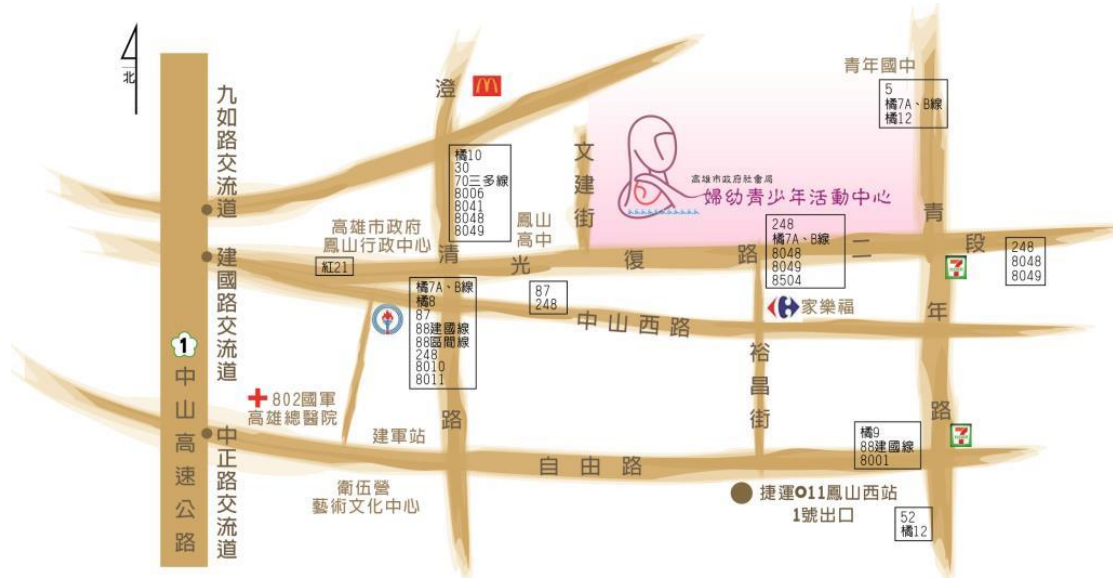 北
九如路交流道
建國路交流道
中正路交流道
1
中山高速公路
澄清路
橘10
30
70三多線
8006
8041
8048
8049
文建街
高雄市政府社會局
婦幼青少年活動中心
青年國中
5
橘7A、B線
橘12
高雄市政府
鳳山行政中心
紅21
鳳山
高中
光復路二段
248
橘7A、B線
8048
8049
8504
青年路
248
8048
8049
橘7A、B線
橘8
87
88建國線
88區間線
248
8010
8011
87
248
中山西路
家樂福
裕昌街
802國軍
高雄總醫院
建軍站
自由路
衛伍營
藝術文化中心
橘9
88建國線
8001
捷運O11鳳山西站
1號出口
52
橘12